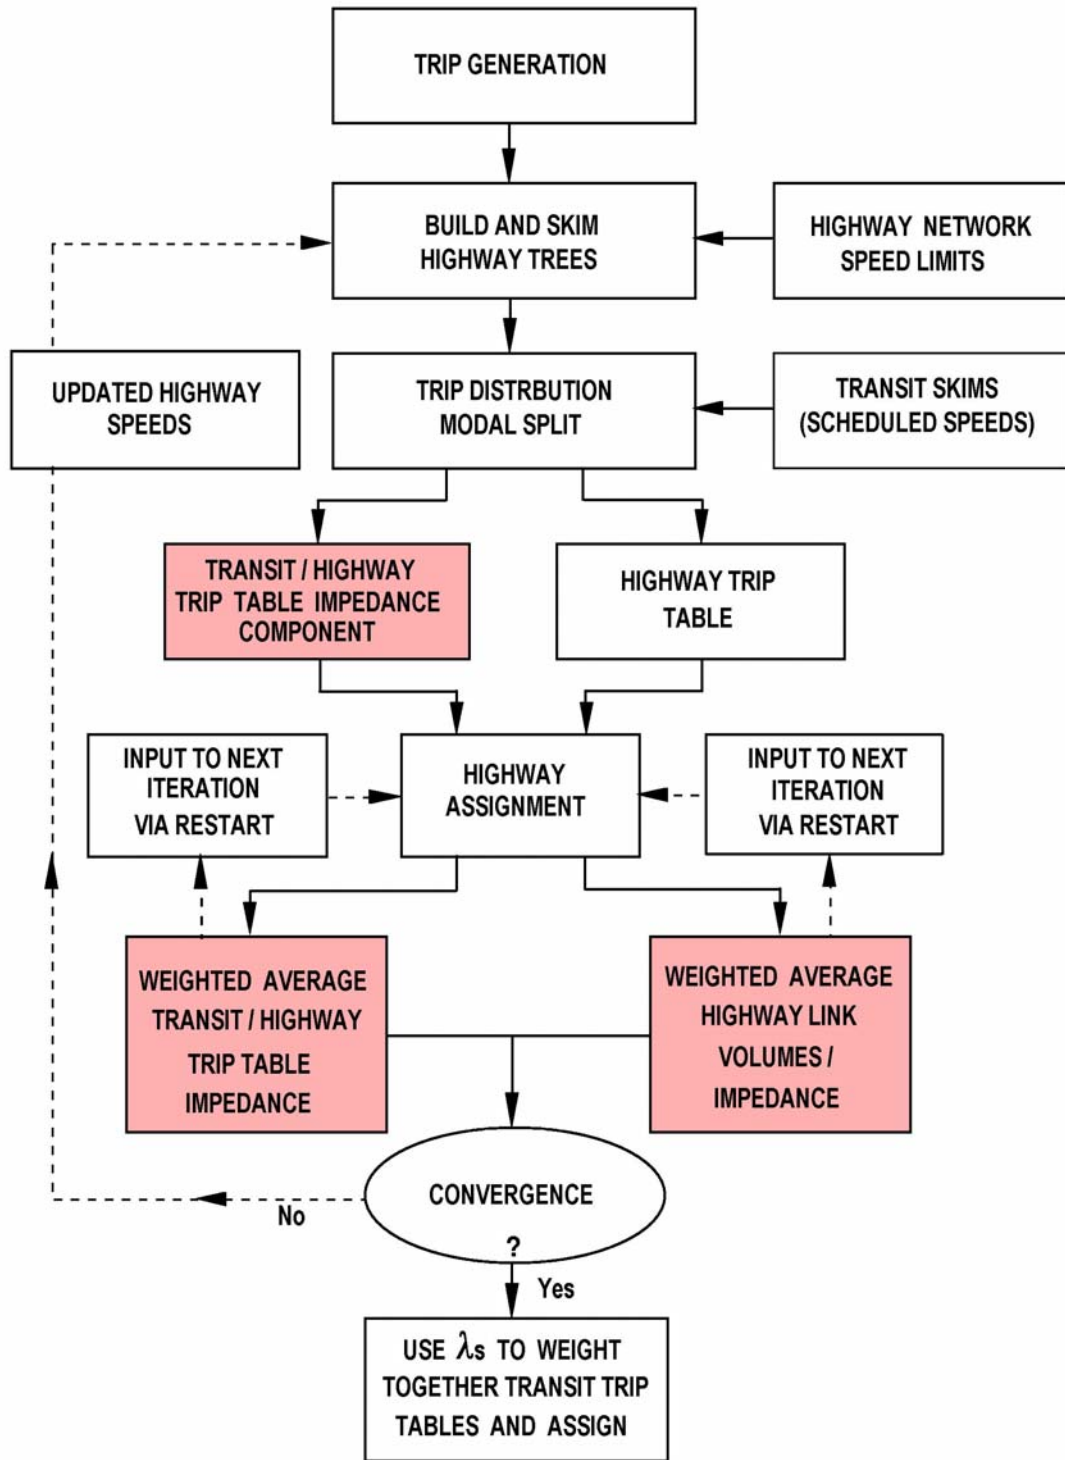 TRIP GENERATION
BUILD AND SKIM
HIGHWAY TREES
HIGHWAY NETWORK
SPEED LIMITS
UPDATED HIGHWAY
SPEEDS
TRIP DISTRBUTION
MODAL SPLIT
TRANSIT SKIMS
(SCHEDULED SPEEDS)
TRANSIT / HIGHWAY
TRIP TABLE IMPEDANCE
COMPONENT
HIGHWAY TRIP
TABLE
INPUT TO NEXT
ITERATION
VIA RESTART
HIGHWAY
ASSIGNMENT
INPUT TO NEXT
ITERATION
VIA RESTART
WEIGHTED AVERAGE
TRANSIT / HIGHWAY
TRIP TABLE
IMPEDANCE
WEIGHTED AVERAGE
HIGHWAY LINK
VOLUMES /
IMPEDANCE
CONVERGENCE
?
No
Yes
USE λs TO WEIGHT
TOGETHER TRANSIT TRIP
TABLES AND ASSIGN